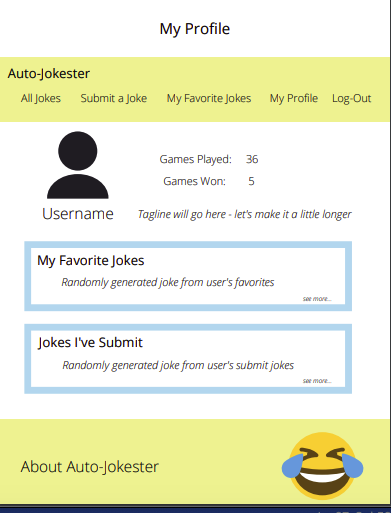 My Profile
Auto-Jokester
All Jokes Submit a Joke My Favorite Jokes My Profile Log-Out
Games Played: 36
Games Won: 5
Username Tagline will go here - let's make it a little longer
My Favorite Jokes
Randomly generated joke from user's favorites
see more...
Jokes I've Submit
Randomly generated joke from user's submit jokes
see more...
About Auto-Jokester